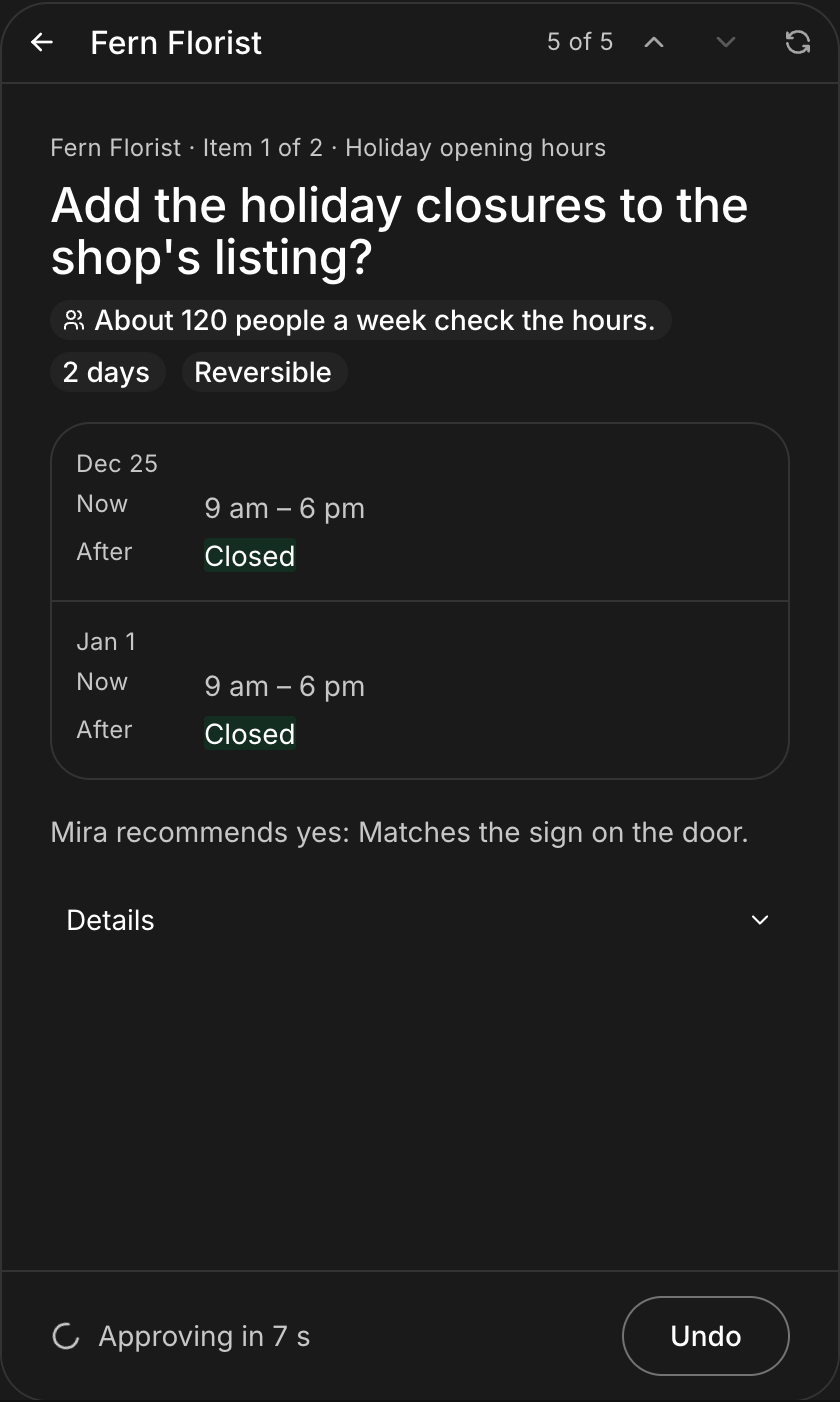 Fern Florist
5 of 5
Fern Florist · Item 1 of 2 · Holiday opening hours
Add the holiday closures to the
shop's listing?
About 120 people a week check the hours.
2 days
Reversible
Dec 25
Now
9 am – 6 pm
After
Closed
Jan 1
Now
9 am – 6 pm
After
Closed
Mira recommends yes: Matches the sign on the door.
Details
Approving in 7 s
Undo